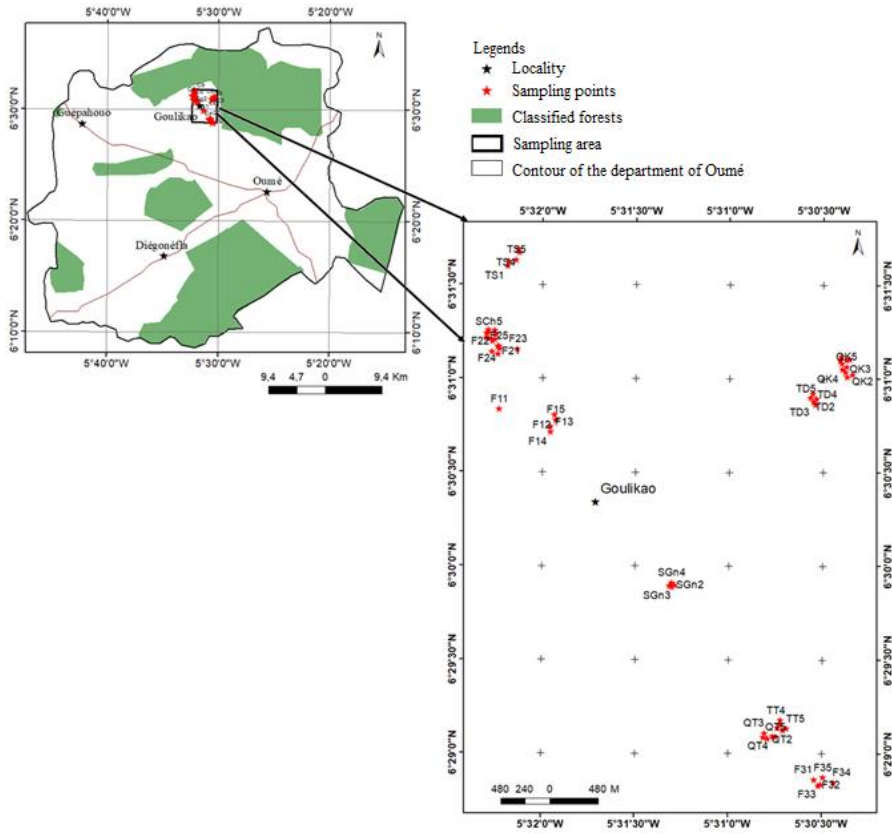 5°40'0"W 5°30'0"W 5°20'0"W
N
6°30'0"N
6°20'0"N
6°10'0"N
Guépahouo
Goulikao
Oumé
Diégonéfla
6°30'0"N
6°20'0"N
6°10'0"N
5°40'0"W 5°30'0"W 5°20'0"W
9,4 4,7 0 9,4 Km
Legends
Locality
Sampling points
Classified forests
Sampling area
Contour of the department of Oumé
5°32'0"W 5°31'30"W 5°31'0"W 5°30'30"W
N
6°31'30"N
6°31'0"N
6°30'30"N
6°30'0"N
6°29'30"N
6°29'0"N
TS5
TS4
TS1
SCh5
F25 F23
F22 F21
F24
QK5
QK3
QK4
QK2
TD5
TD4
TD3 TD2
F11
F15
F12 F13
F14
Goulikao
SGn4
SGn2
SGn3
TT4
QT3 TT5
QT4 QT2
F35
F31 F34
F32
F33
6°31'30"N
6°31'0"N
6°30'30"N
6°30'0"N
6°29'30"N
6°29'0"N
480 240 0 480 M
5°32'0"W 5°31'30"W 5°31'0"W 5°30'30"W